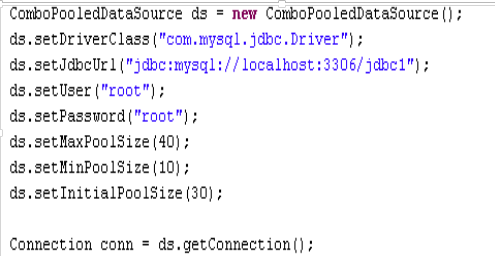 ComboPooledDataSource ds = new ComboPooledDataSource();
ds.setDriverClass("com.mysql.jdbc.Driver");
ds.setJdbcUrl("jdbc:mysql://localhost:3306/jdbc1");
ds.setUser("root");
ds.setPassword("root");
ds.setMaxPoolSize(40);
ds.setMinPoolSize(10);
ds.setInitialPoolSize(30);
Connection conn = ds.getConnection();